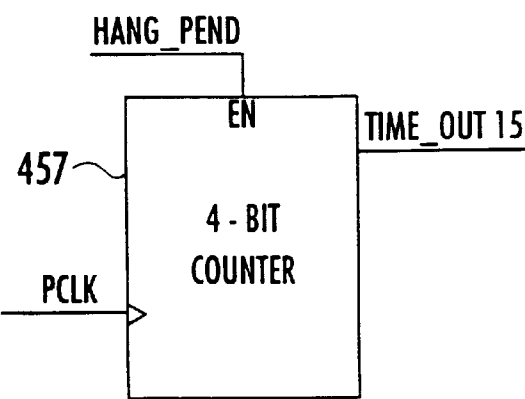 HANG_PEND
EN
TIME_OUT 15
457
4 - BIT
COUNTER
PCLK